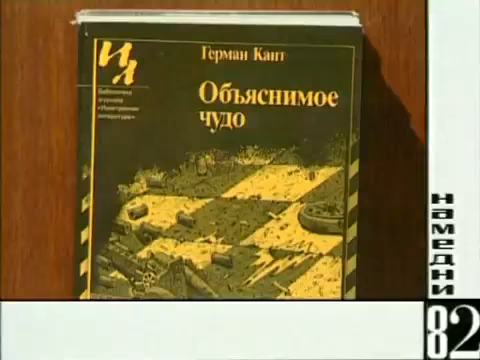 ИЛ
Библиотека
журнала
«Иностранная
литература»
Герман Кант
Объяснимое
чудо
намедни
82